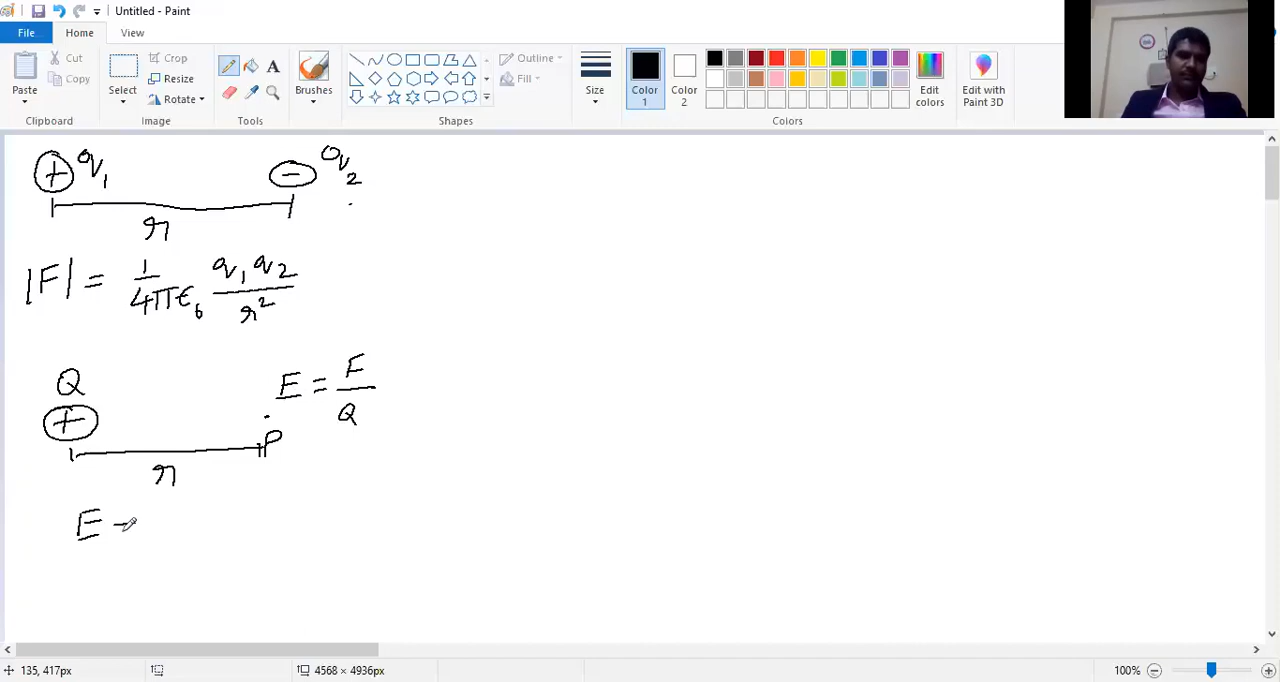 Untitled - Paint
File Home View
Paste Cut Copy Clipboard
Select Crop Resize Rotate Image
Tools
Brushes
Shapes Outline Fill
Size
Color 1 Color 2 Edit colors Colors
Edit with Paint 3D
+ q₁ - q₂
r
|F| = 1/4πε₀ q₁q₂/r²
Q
+ E = F/Q
P
r
E -
135, 417px 4568 × 4936px 100%